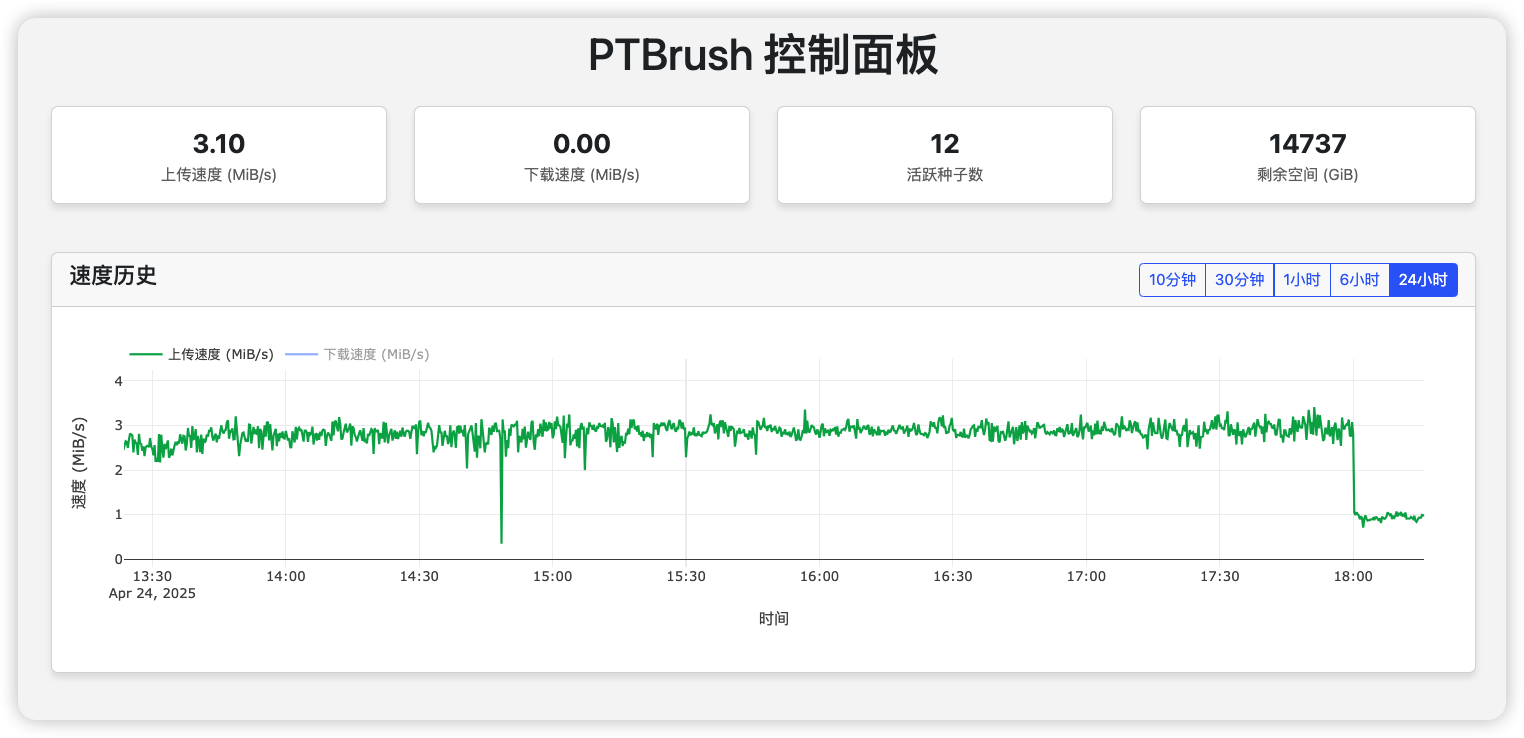 PTBrush 控制面板
3.10
上传速度 (MiB/s)
0.00
下载速度 (MiB/s)
12
活跃种子数
14737
剩余空间 (GiB)
速度历史
10分钟 30分钟 1小时 6小时 24小时
上传速度 (MiB/s) 下载速度 (MiB/s)
速度 (MiB/s)
4
3
2
1
0
13:30 14:00 14:30 15:00 15:30 16:00 16:30 17:00 17:30 18:00
Apr 24, 2025
时间